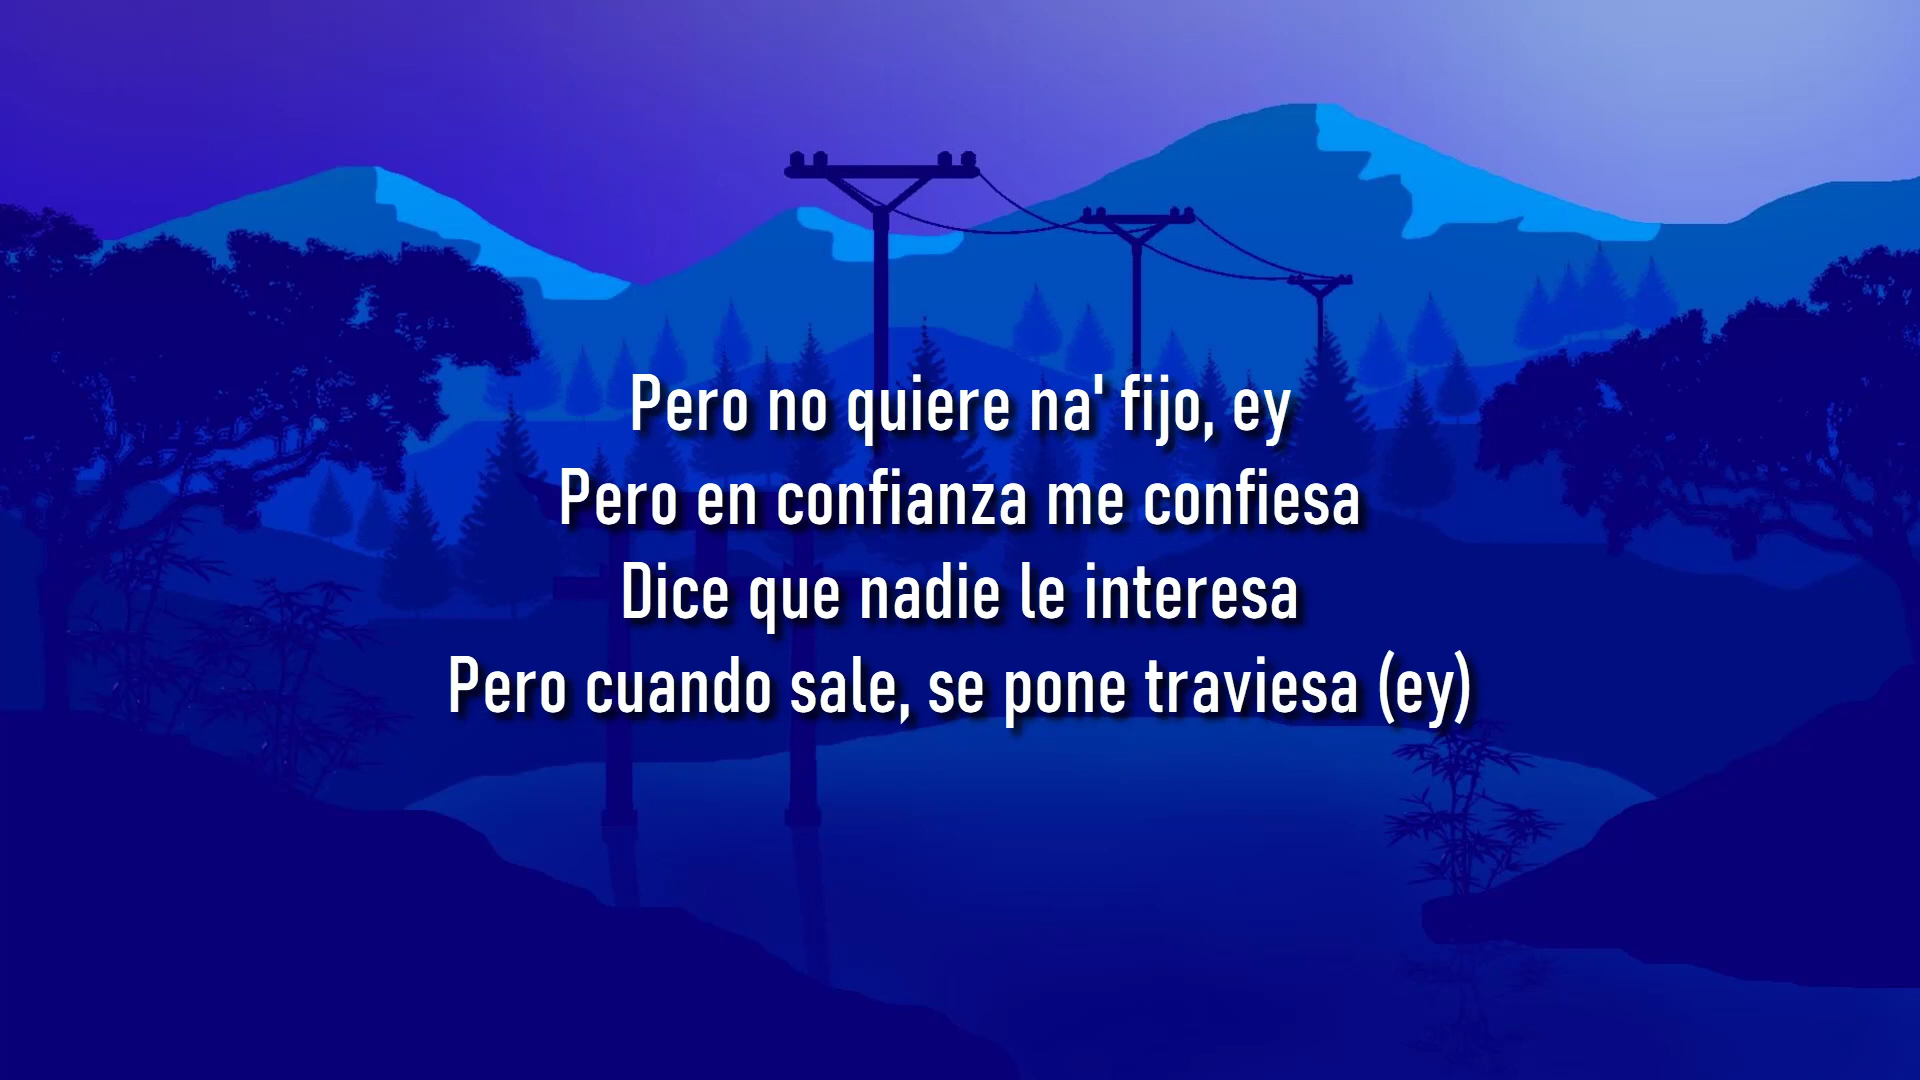 Pero no quiere na' fijo, ey
Pero en confianza me confiesa
Dice que nadie le interesa
Pero cuando sale, se pone traviesa (ey)